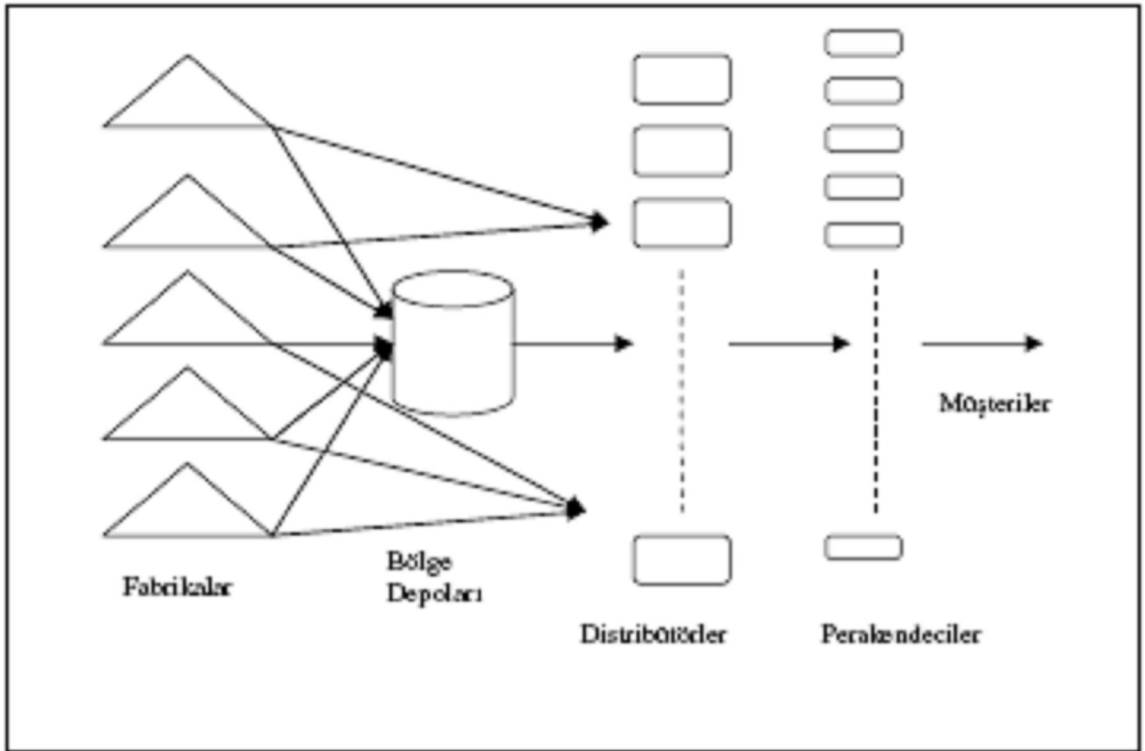 Fabrikalar
Bölge
Depoları
Distribütörler
Perakendeciler
Müşteriler